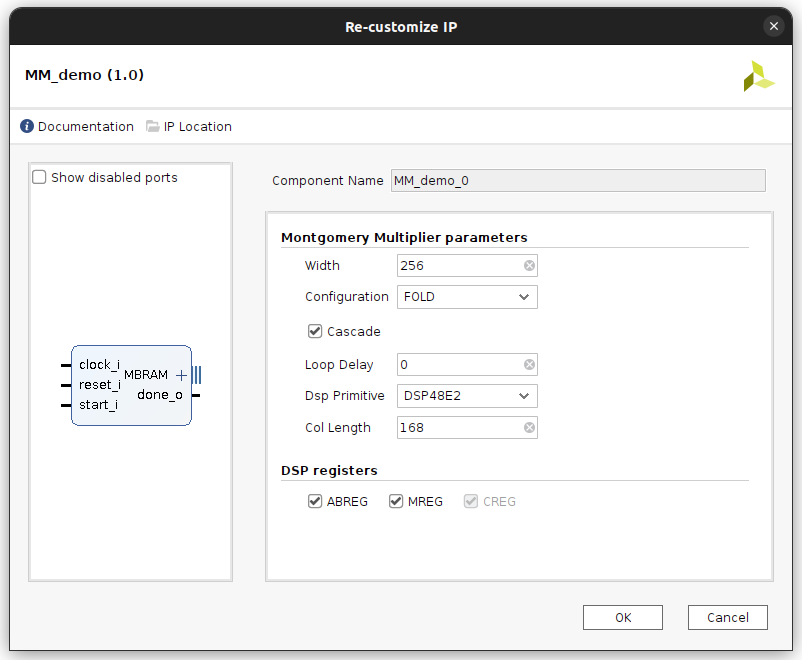 Re-customize IP
MM_demo (1.0)
Documentation IP Location
Show disabled ports
clock_i
reset_i
start_i
MBRAM
done_o
Component Name MM_demo_0
Montgomery Multiplier parameters
Width 256
Configuration FOLD
Cascade
Loop Delay 0
Dsp Primitive DSP48E2
Col Length 168
DSP registers
ABREG MREG CREG
OK Cancel